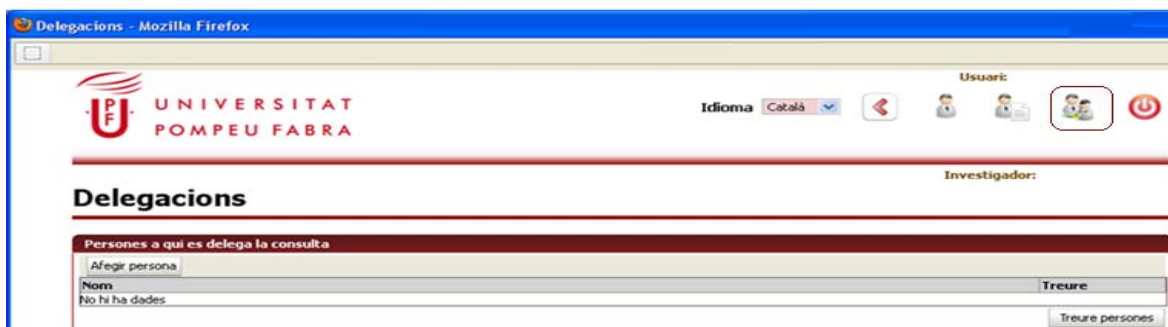 Delegacions - Mozilla Firefox
Usuari:
UPF
UNIVERSITAT
POMPEU FABRA
Idioma Català
Investigador:
Delegacions
Persones a qui es delega la consulta
Afegir persona
Nom Treure
No hi ha dades
Treure persones